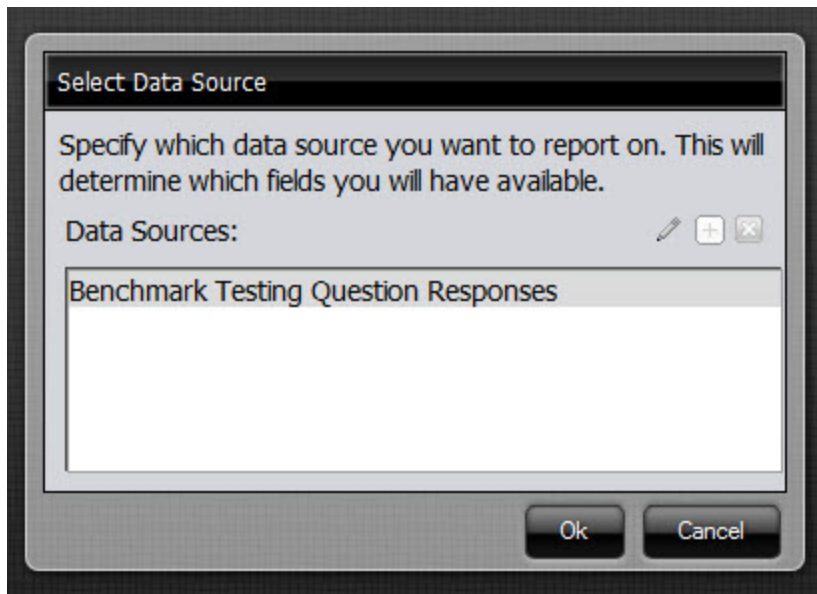 Select Data Source
Specify which data source you want to report on. This will
determine which fields you will have available.
Data Sources:
Benchmark Testing Question Responses
Ok
Cancel